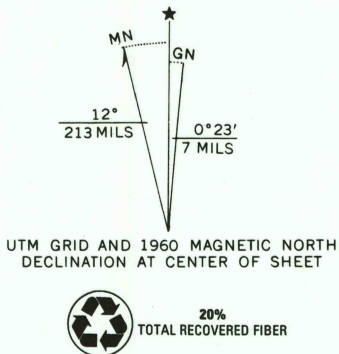 ★
MN
GN
12°
213 MILS
0°23′
7 MILS
UTM GRID AND 1960 MAGNETIC NORTH
DECLINATION AT CENTER OF SHEET
20%
TOTAL RECOVERED FIBER